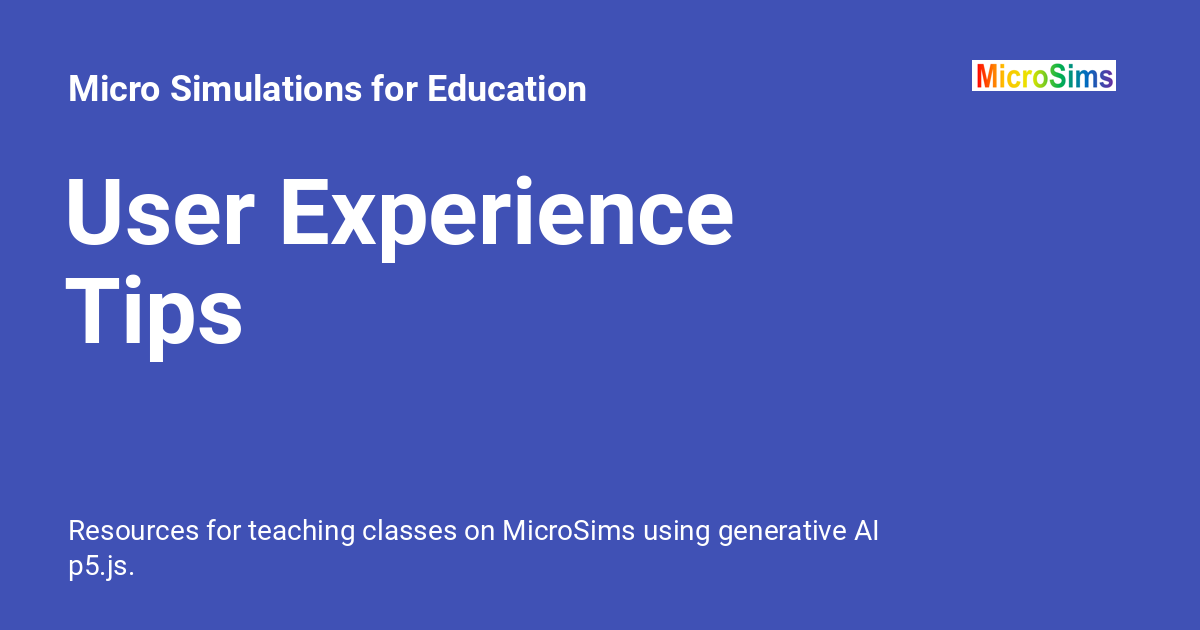 Micro Simulations for Education
MicroSims
User Experience
Tips
Resources for teaching classes on MicroSims using generative AI
p5.js.